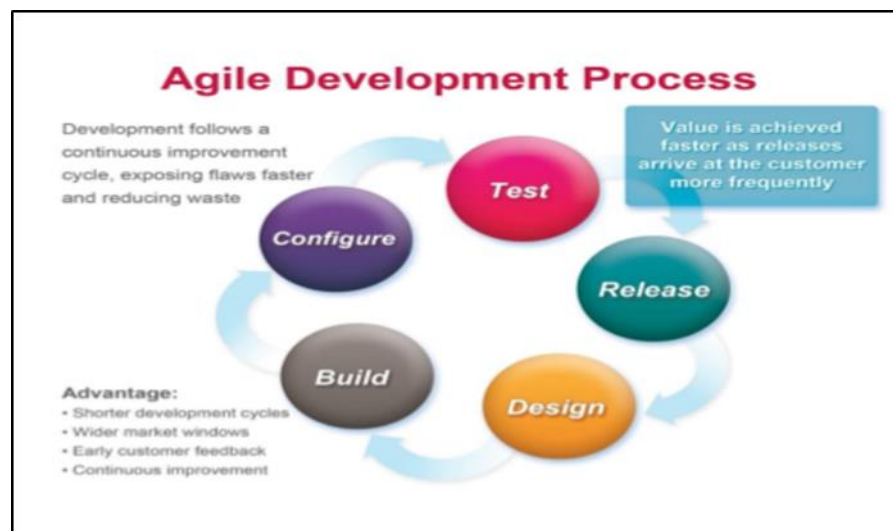 Agile Development Process
Development follows a
continuous improvement
cycle, exposing flaws faster
and reducing waste
Value is achieved
faster as releases
arrive at the customer
more frequently
Test
Configure
Release
Build
Design
Advantage:
• Shorter development cycles
• Wider market windows
• Early customer feedback
• Continuous improvement